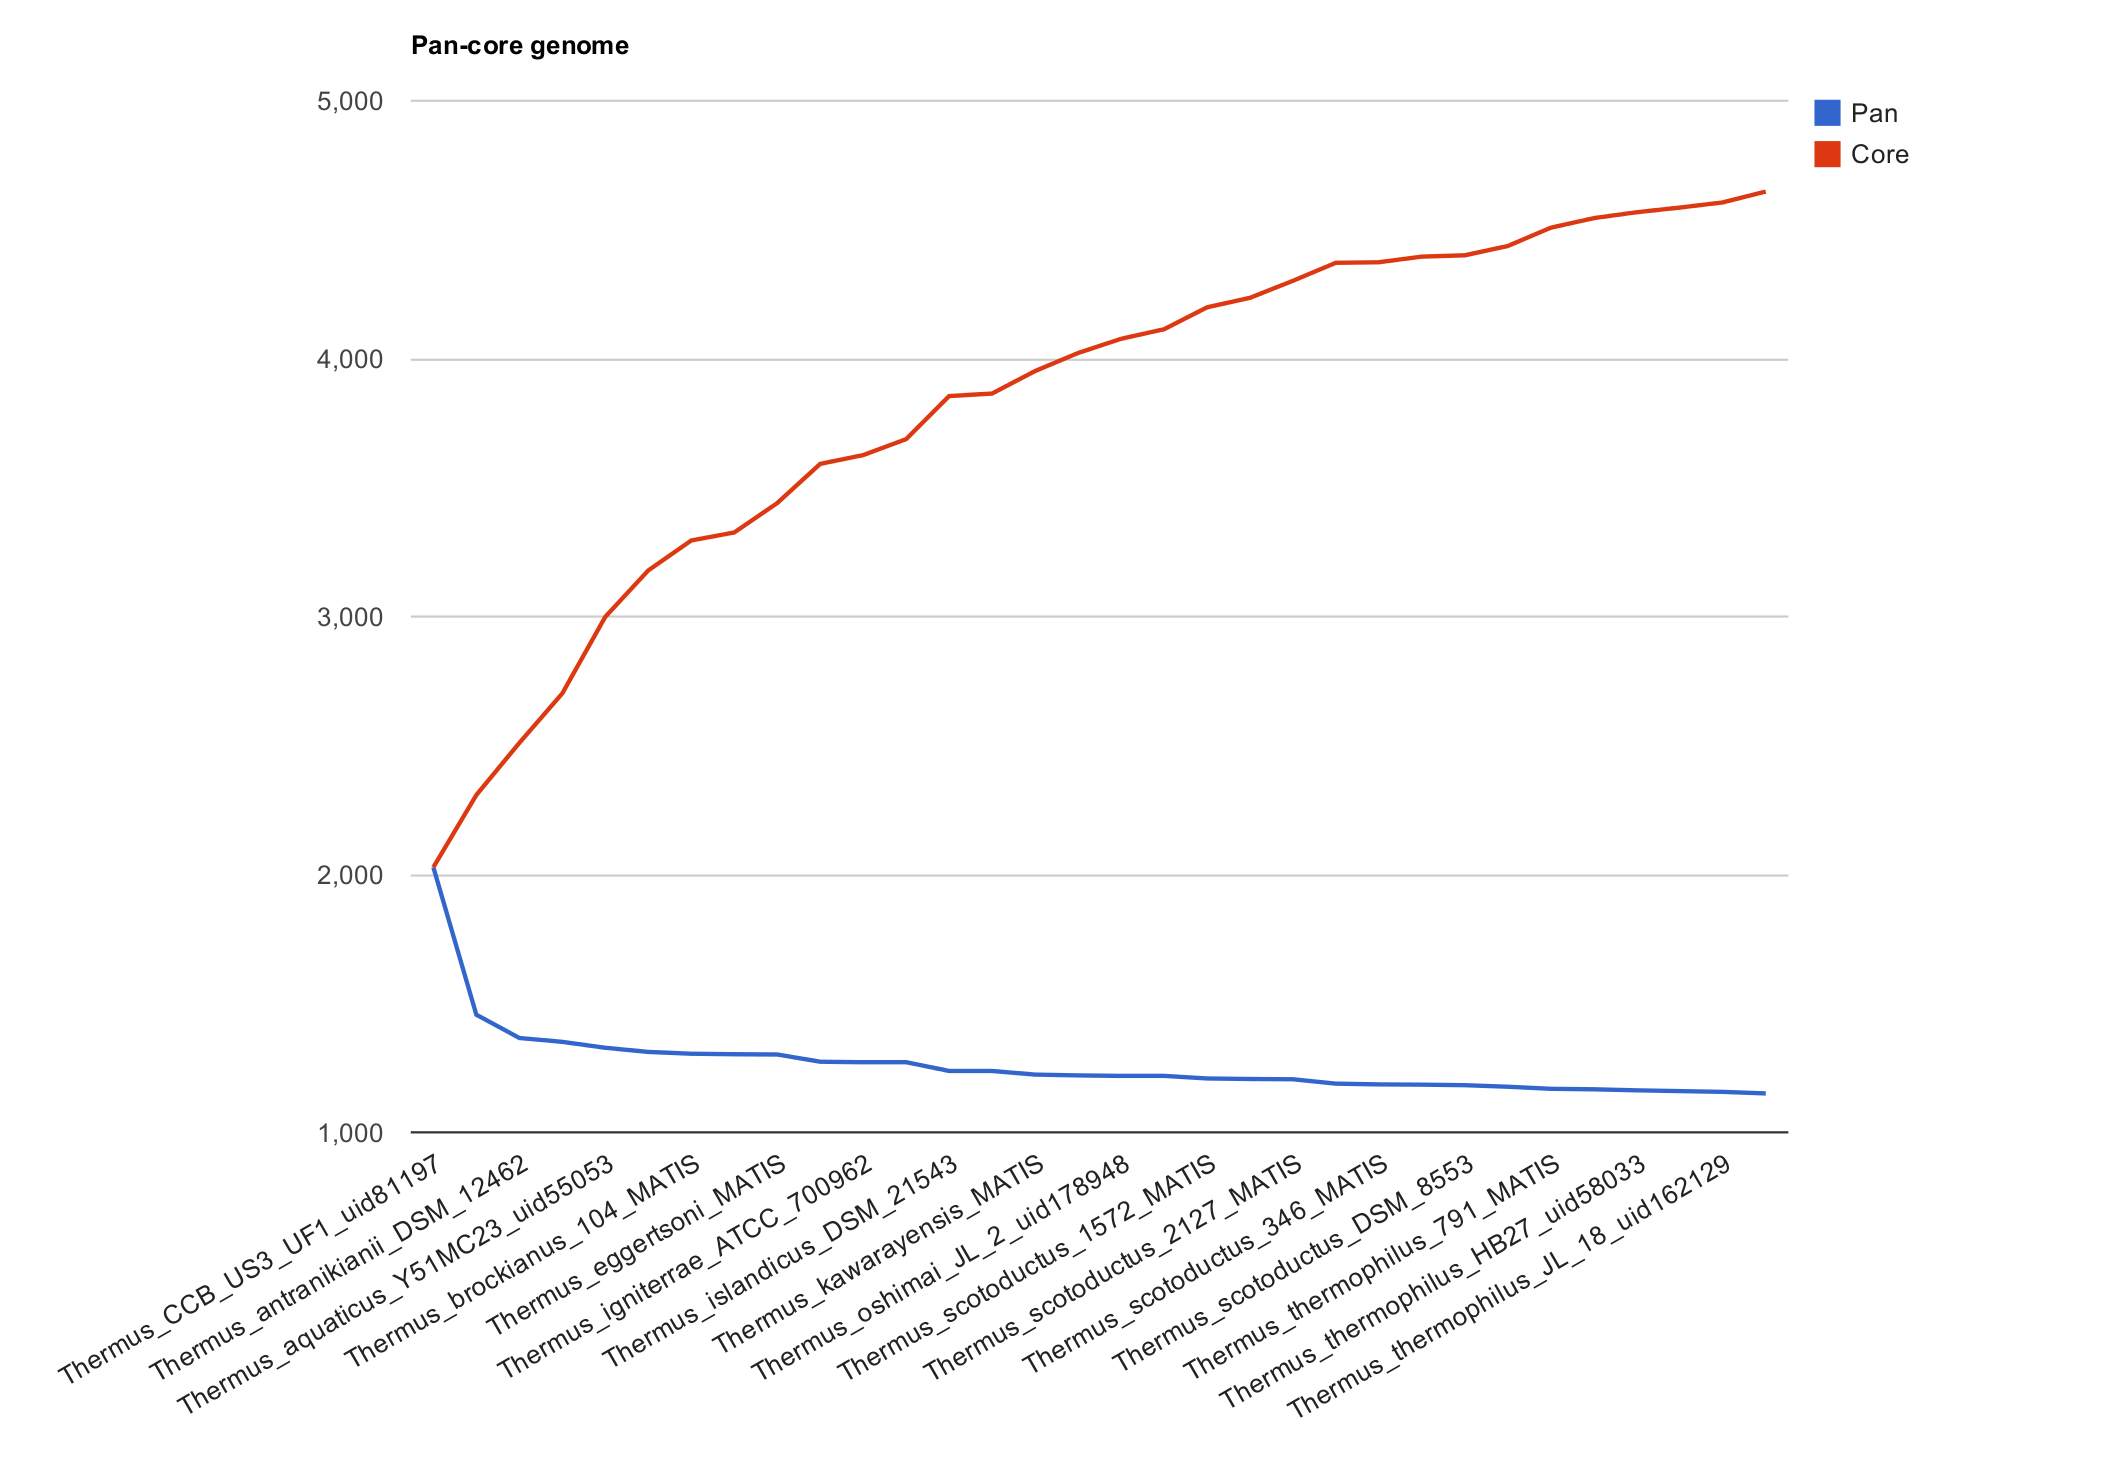 Pan-core genome
5,000
4,000
3,000
2,000
1,000
Pan
Core
Thermus_CCB_US3_UF1_uid81197
Thermus_antranikianii_DSM_12462
Thermus_aquaticus_Y51MC23_uid55053
Thermus_brockianus_104_MATIS
Thermus_eggertsoni_MATIS
Thermus_igniterrae_ATCC_700962
Thermus_islandicus_DSM_21543
Thermus_kawarayensis_MATIS
Thermus_oshimai_JL_2_uid178948
Thermus_scotoductus_1572_MATIS
Thermus_scotoductus_2127_MATIS
Thermus_scotoductus_346_MATIS
Thermus_scotoductus_DSM_8553
Thermus_thermophilus_791_MATIS
Thermus_thermophilus_HB27_uid58033
Thermus_thermophilus_JL_18_uid162129